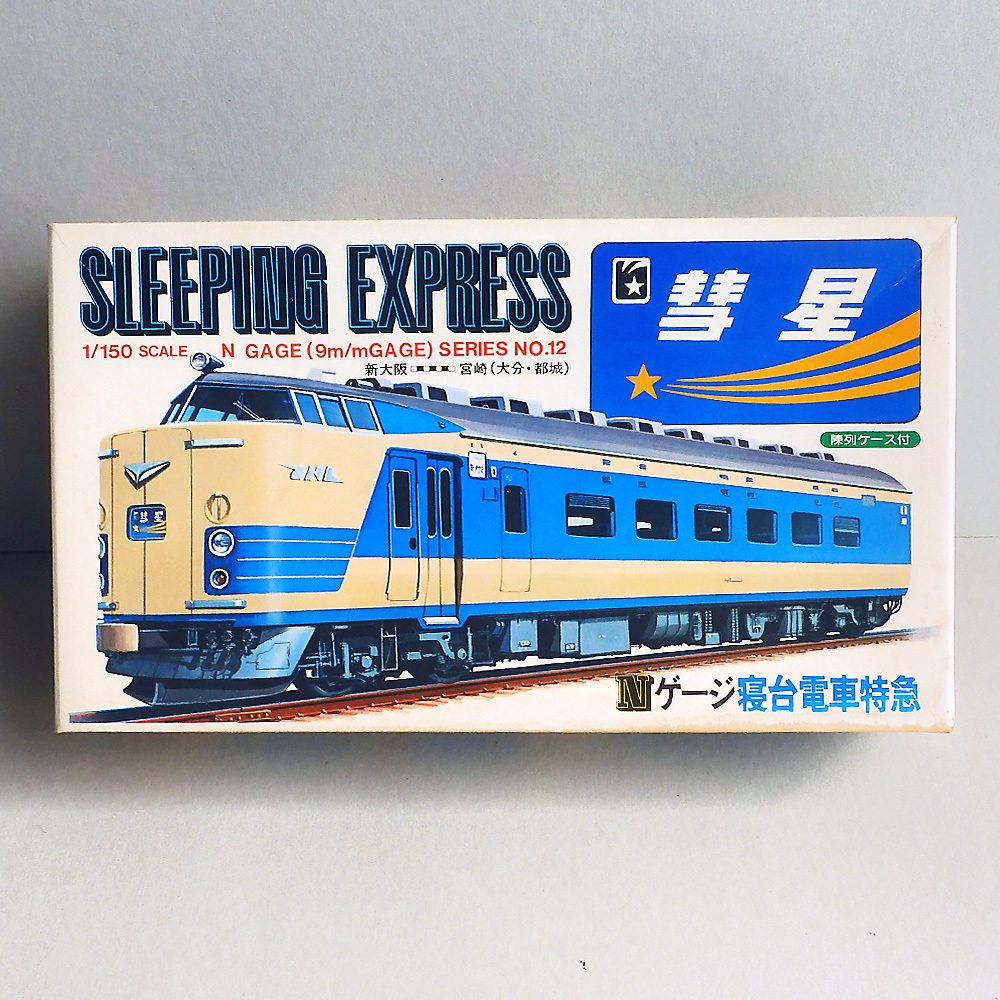 SLEEPING EXPRESS
1/150 SCALE N GAGE (9m/mGAGE) SERIES NO.12
新大阪 宮崎(大分・都城)
彗星
陳列ケース付
彗星
Nゲージ寝台電車特急